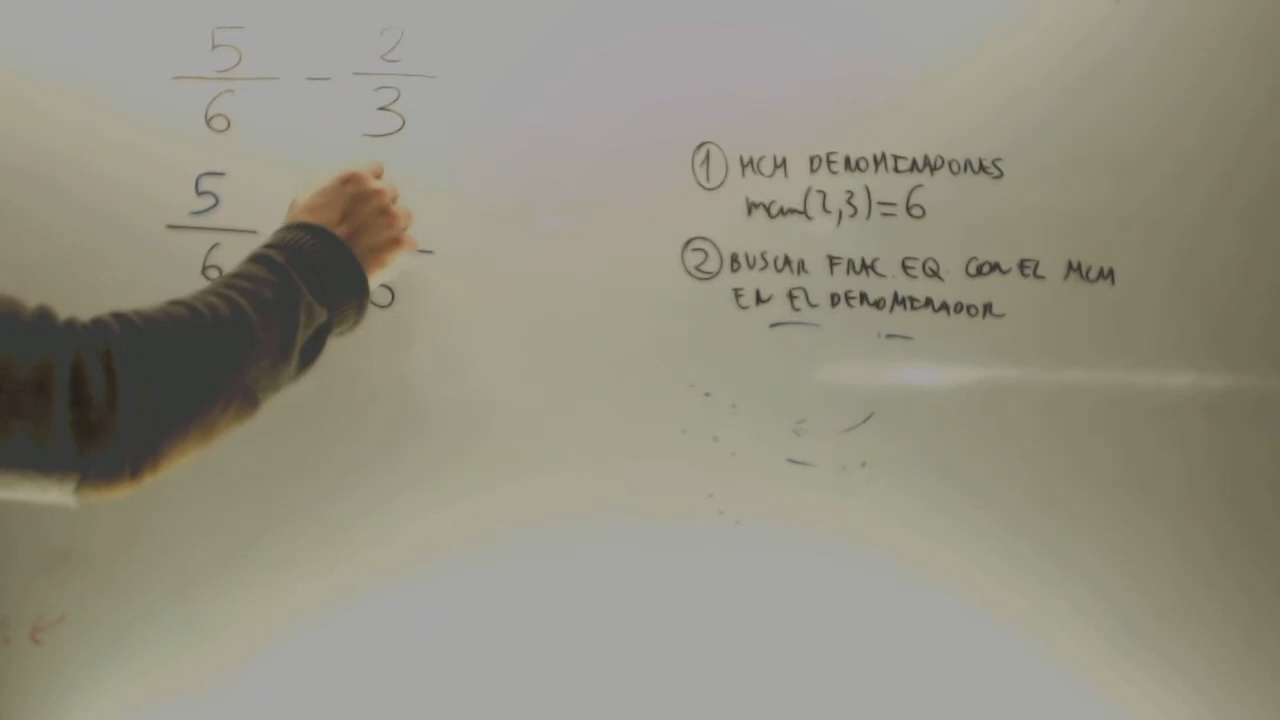 5/6 - 2/3
5/6
① MCM DENOMINADORES
mcm(2,3)=6
② BUSCAR FRAC. EQ. CON EL MCM
EN EL DENOMINADOR